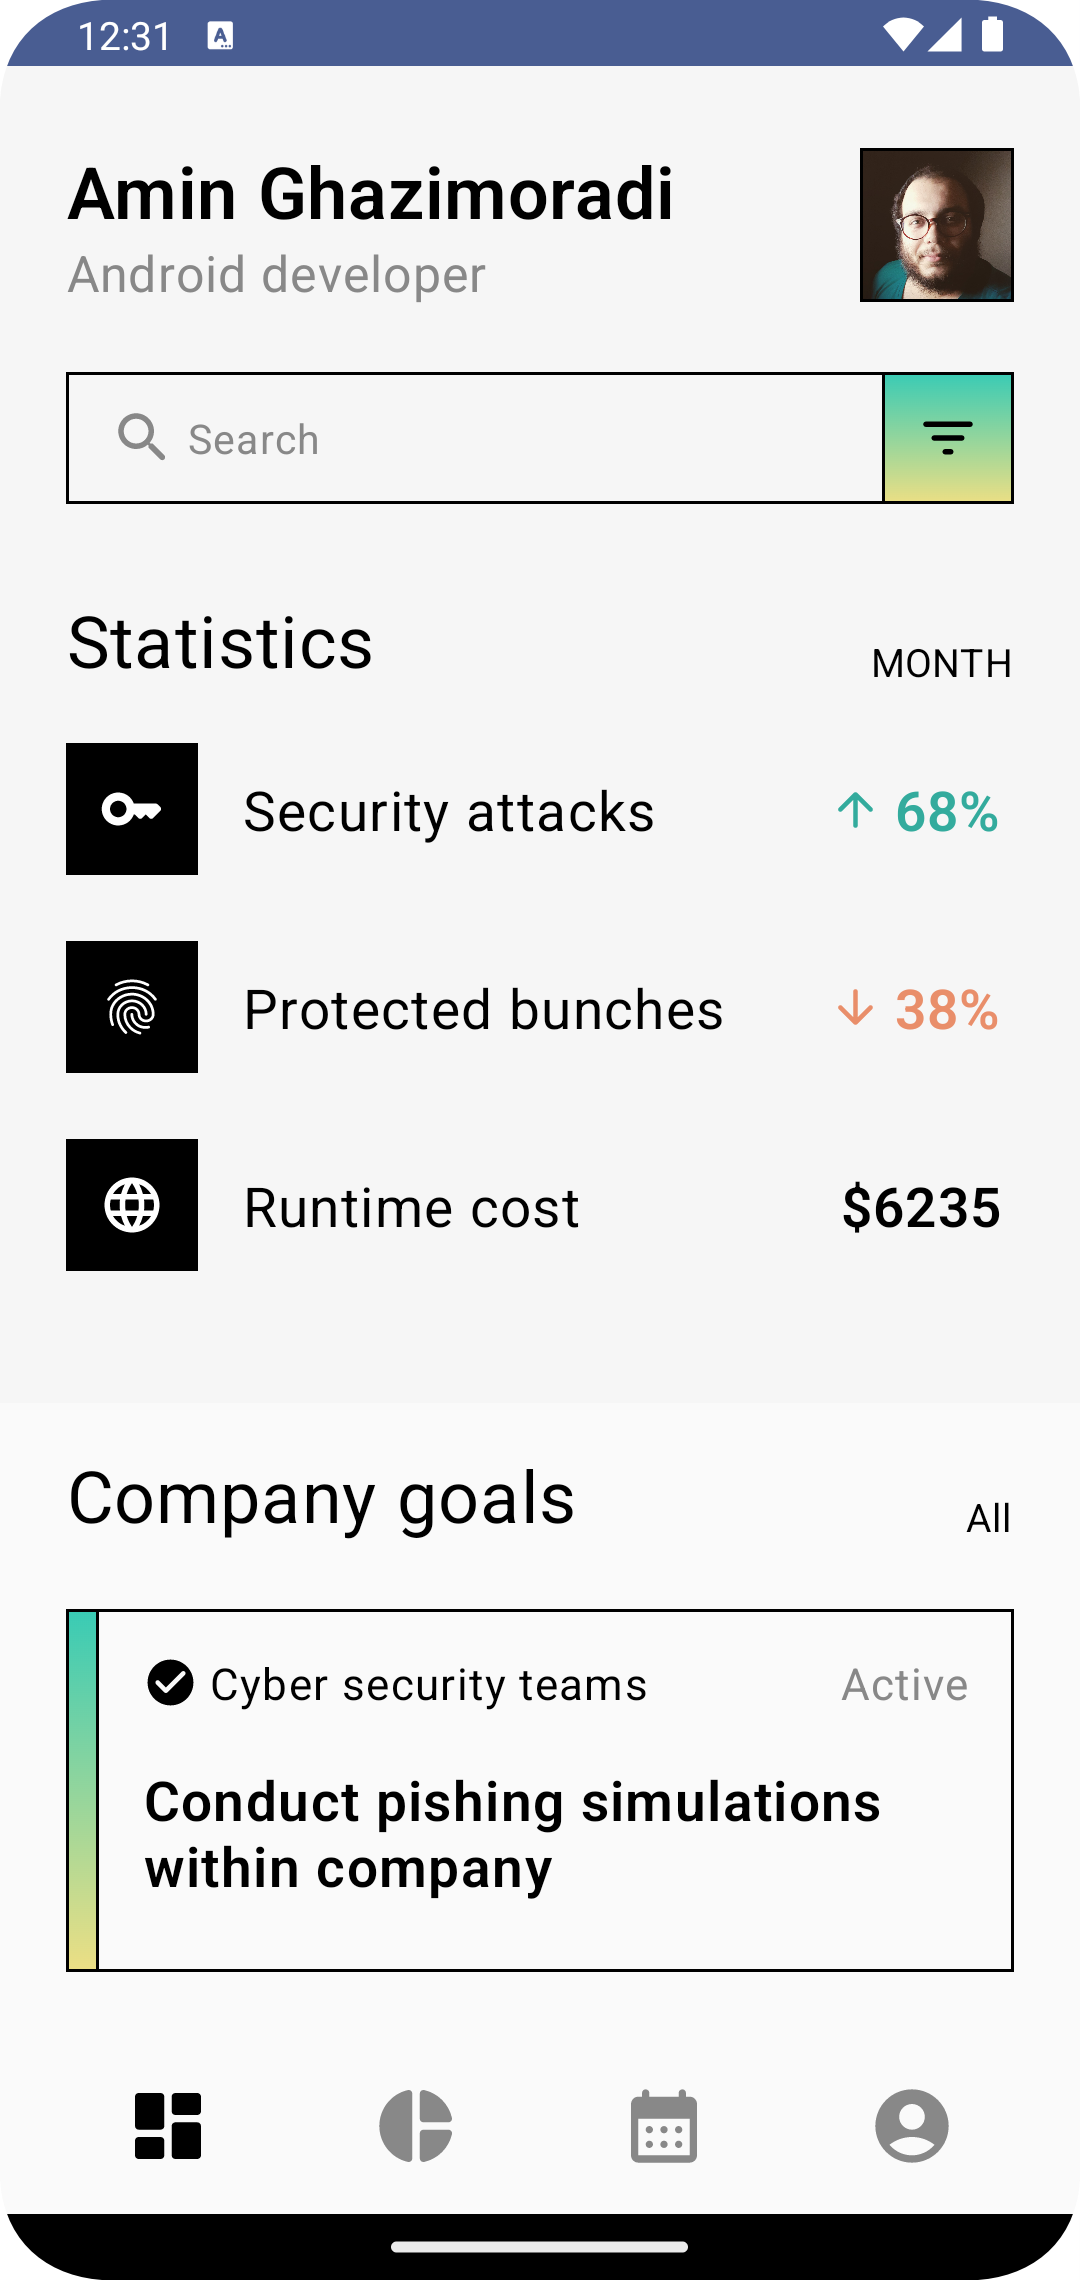 12:31
Amin Ghazimoradi
Android developer
Search
Statistics
MONTH
Security attacks
68%
Protected bunches
38%
Runtime cost
$6235
Company goals
All
Cyber security teams
Active
Conduct pishing simulations
within company